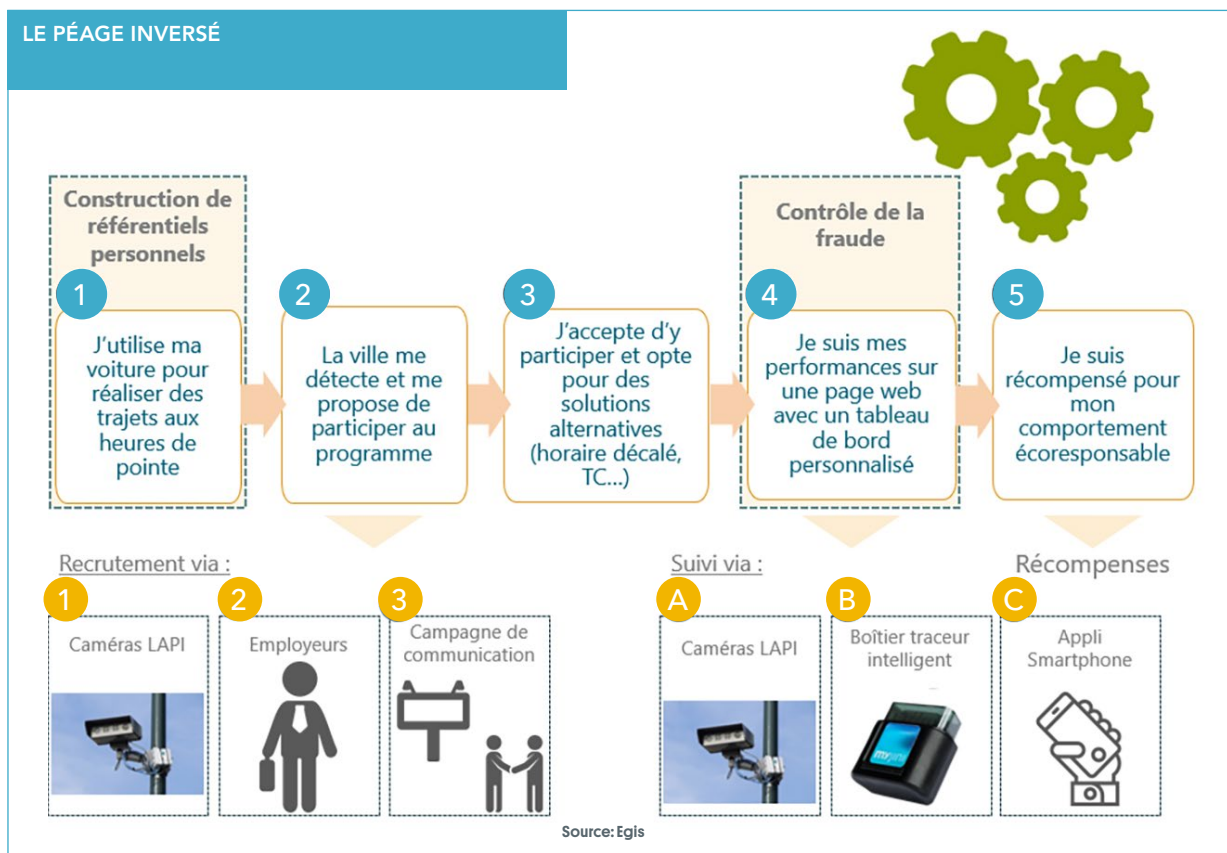 LE PÉAGE INVERSÉ
Construction de
référentiels
personnels
1
J'utilise ma
voiture pour
réaliser des
trajets aux
heures de
pointe
2
La ville me
détecte et me
propose de
participer au
programme
3
J'accepte d'y
participer et opte
pour des
solutions
alternatives
(horaire décalé,
TC...)
Contrôle de la
fraude
4
Je suis mes
performances sur
une page web
avec un tableau
de bord
personnalisé
5
Je suis
récompensé pour
mon
comportement
écoresponsable
Recrutement via :
1
Caméras LAPI
2
Employeurs
3
Campagne de
communication
Suivi via :
A
Caméras LAPI
B
Boîtier traceur
intelligent
Récompenses
C
Appli
Smartphone
Source: Egis